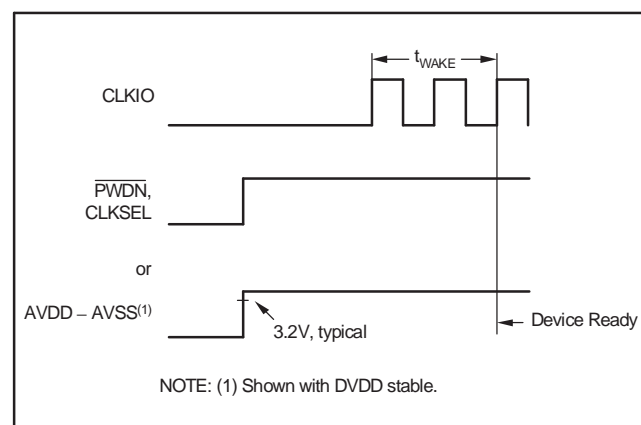 tWAKE
CLKIO
PWDN,
CLKSEL
or
AVDD – AVSS(1)
3.2V, typical
Device Ready
NOTE: (1) Shown with DVDD stable.